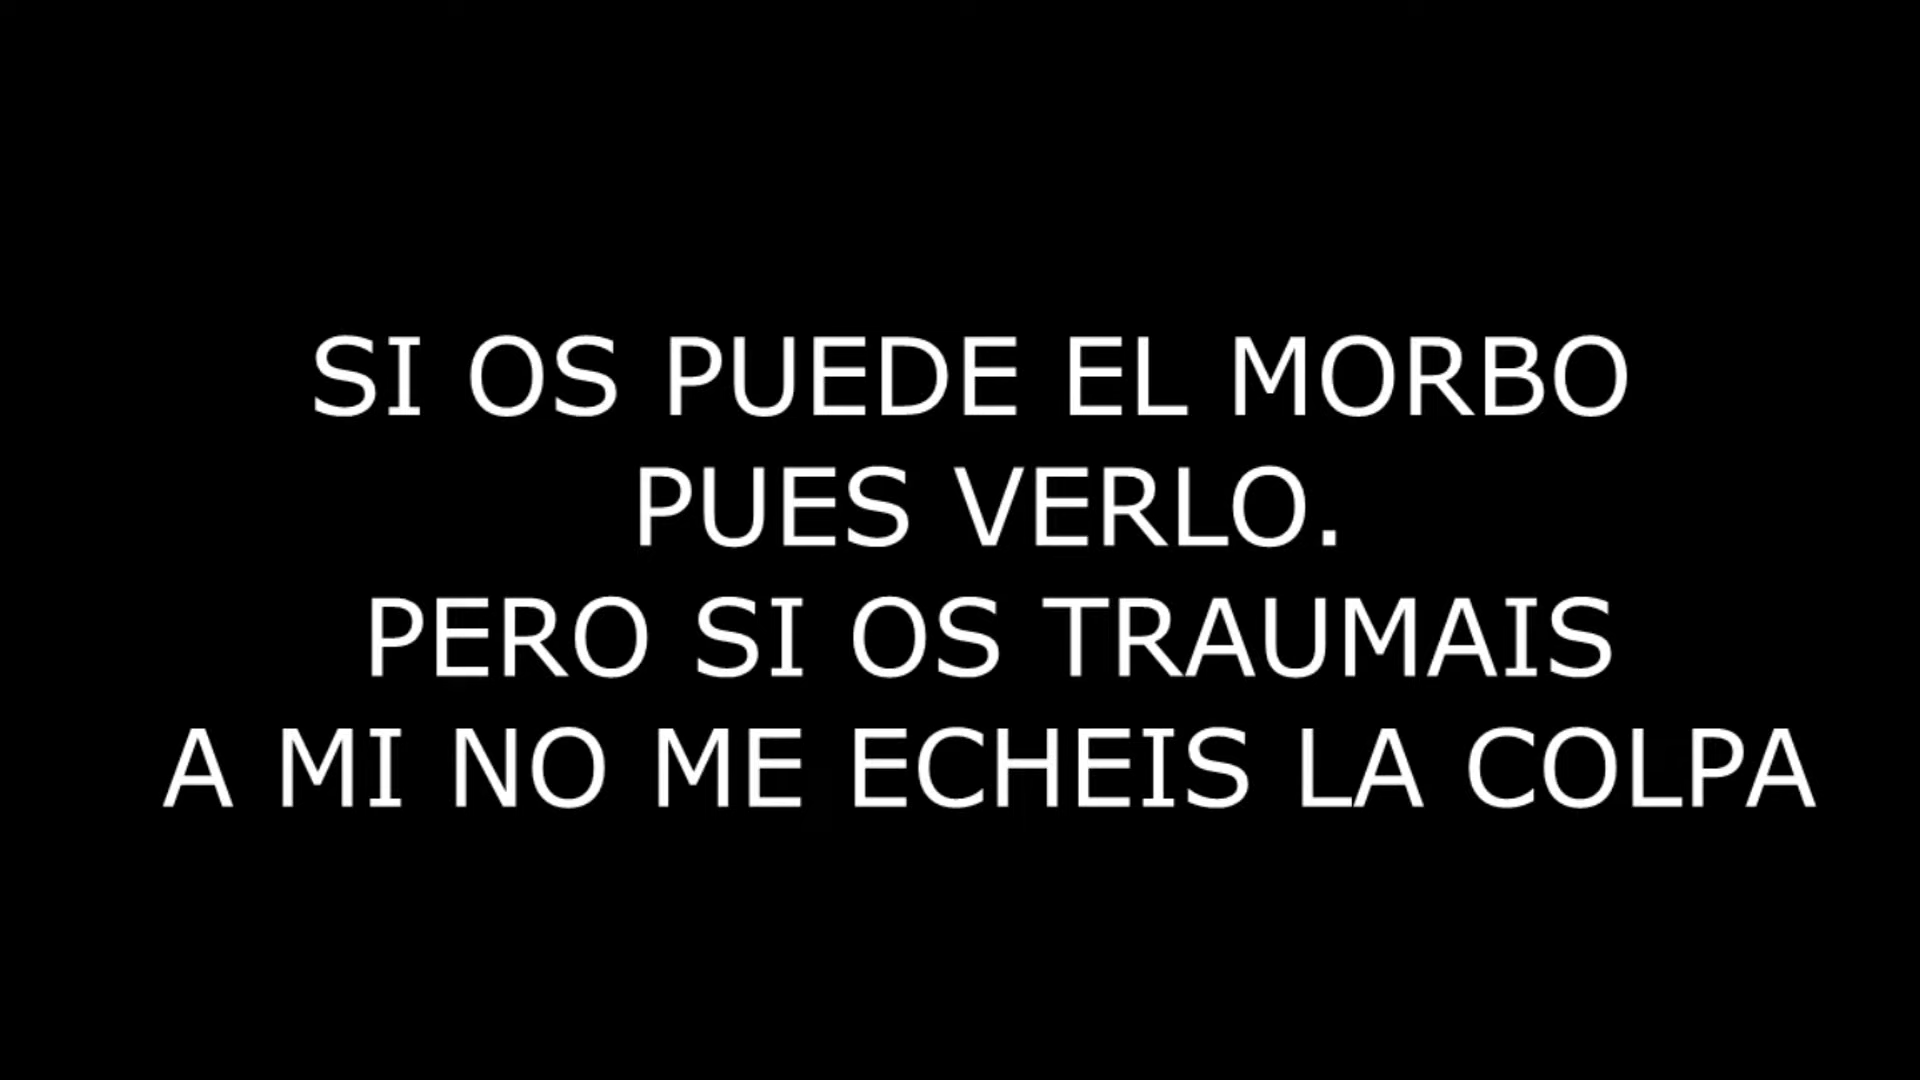 SI OS PUEDE EL MORBO
PUES VERLO.
PERO SI OS TRAUMAIS
A MI NO ME ECHEIS LA COLPA